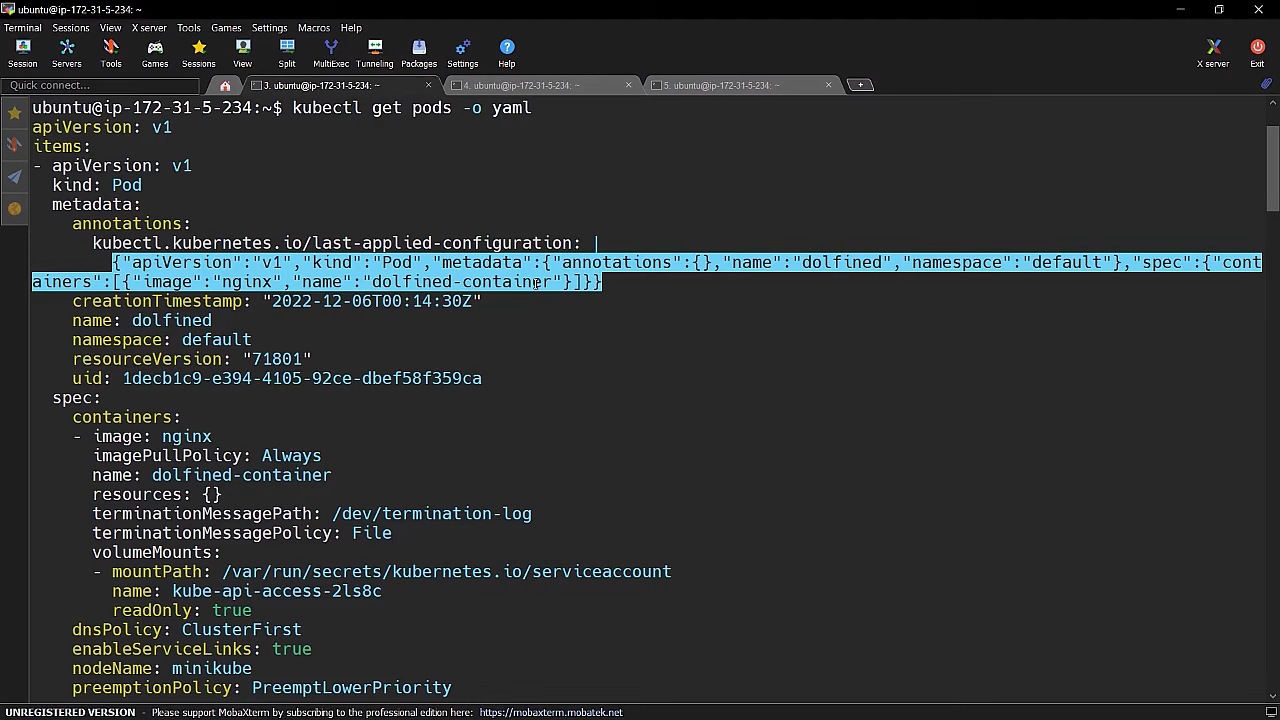 ubuntu@ip-172-31-5-234: ~
Terminal Sessions View X server Tools Games Settings Macros Help
Session Servers Tools Games Sessions View Split MultiExec Tunneling Packages Settings Help X server Exit
Quick connect... 3. ubuntu@ip-172-31-5-234: ~ 4. ubuntu@ip-172-31-5-234: ~ 5. ubuntu@ip-172-31-5-234: ~
ubuntu@ip-172-31-5-234:~$ kubectl get pods -o yaml
apiVersion: v1
items:
- apiVersion: v1
  kind: Pod
  metadata:
    annotations:
      kubectl.kubernetes.io/last-applied-configuration: |
        {"apiVersion":"v1","kind":"Pod","metadata":{"annotations":{},"name":"dolfined","namespace":"default"},"spec":{"cont
ainers":[{"image":"nginx","name":"dolfined-container"}]}}
    creationTimestamp: "2022-12-06T00:14:30Z"
    name: dolfined
    namespace: default
    resourceVersion: "71801"
    uid: 1decb1c9-e394-4105-92ce-dbef58f359ca
  spec:
    containers:
    - image: nginx
      imagePullPolicy: Always
      name: dolfined-container
      resources: {}
      terminationMessagePath: /dev/termination-log
      terminationMessagePolicy: File
      volumeMounts:
      - mountPath: /var/run/secrets/kubernetes.io/serviceaccount
        name: kube-api-access-2ls8c
        readOnly: true
    dnsPolicy: ClusterFirst
    enableServiceLinks: true
    nodeName: minikube
    preemptionPolicy: PreemptLowerPriority
UNREGISTERED VERSION - Please support MobaXterm by subscribing to the professional edition here: https://mobaxterm.mobatek.net